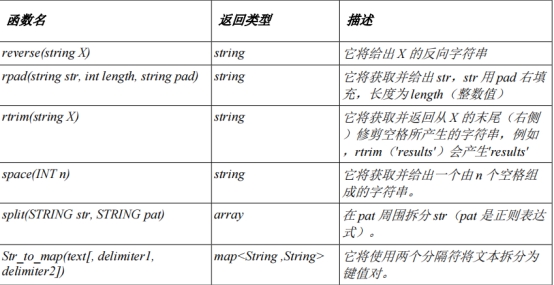 函数名 返回类型 描述
reverse(string X) string 它将给出 X 的反向字符串
rpad(string str, int length, string pad) string 它将获取并给出 str，str 用 pad 右填
充，长度为 length（整数值）
rtrim(string X) string 它将获取并返回从 X 的末尾（右侧
）修剪空格所产生的字符串，例如
，rtrim（'results'）会产生'results'
space(INT n) string 它将获取并给出一个由 n 个空格组
成的字符串。
split(STRING str, STRING pat) array 在 pat 周围拆分 str（pat 是正则表达
式）。
Str_to_map(text[, delimiter1, map<String ,String> 它将使用两个分隔符将文本拆分为
delimiter2]) 键值对。